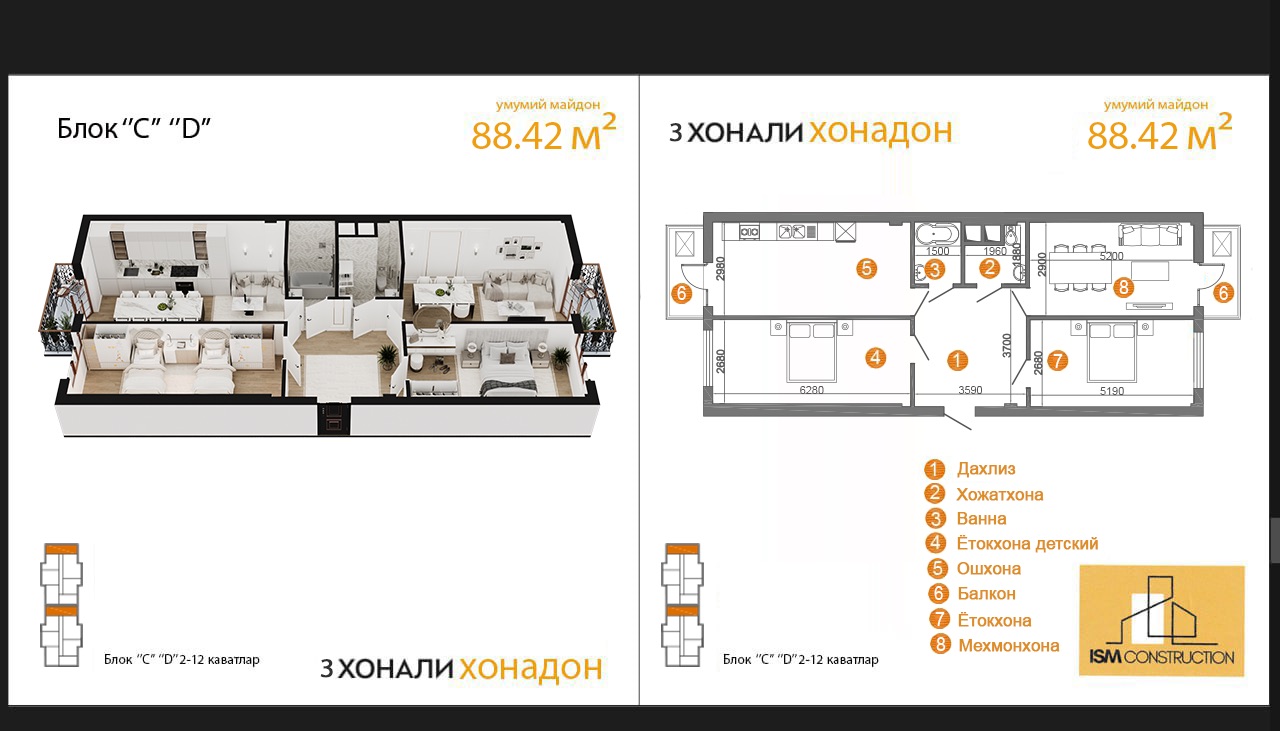 Блок “C” “D”
умумий майдон
88.42 м²
Блок “C” “D” 2-12 каватлар
3 ХОНАЛИ ХОНАДОН
3 ХОНАЛИ ХОНАДОН
умумий майдон
88.42 м²
1500
1960
1880
2980
5
3
2
2900
5200
6
8
6
2680
4
1
3700
2680
7
6280
3590
5190
1 Дахлиз
2 Хожатхона
3 Ванна
4 Ётокхона детский
5 Ошхона
6 Балкон
7 Ётокхона
8 Мехмонхона
Блок “C” “D” 2-12 каватлар
ISM CONSTRUCTION